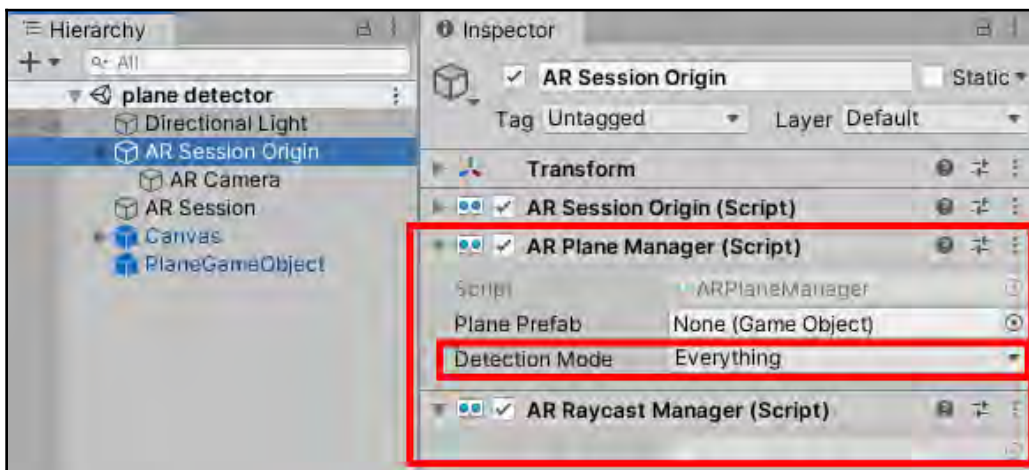 Hierarchy
All
plane detector
Directional Light
AR Session Origin
AR Camera
AR Session
Canvas
PlaneGameObject
Inspector
AR Session Origin
Static
Tag Untagged Layer Default
Transform
AR Session Origin (Script)
AR Plane Manager (Script)
Script ARPlaneManager
Plane Prefab None (Game Object)
Detection Mode Everything
AR Raycast Manager (Script)